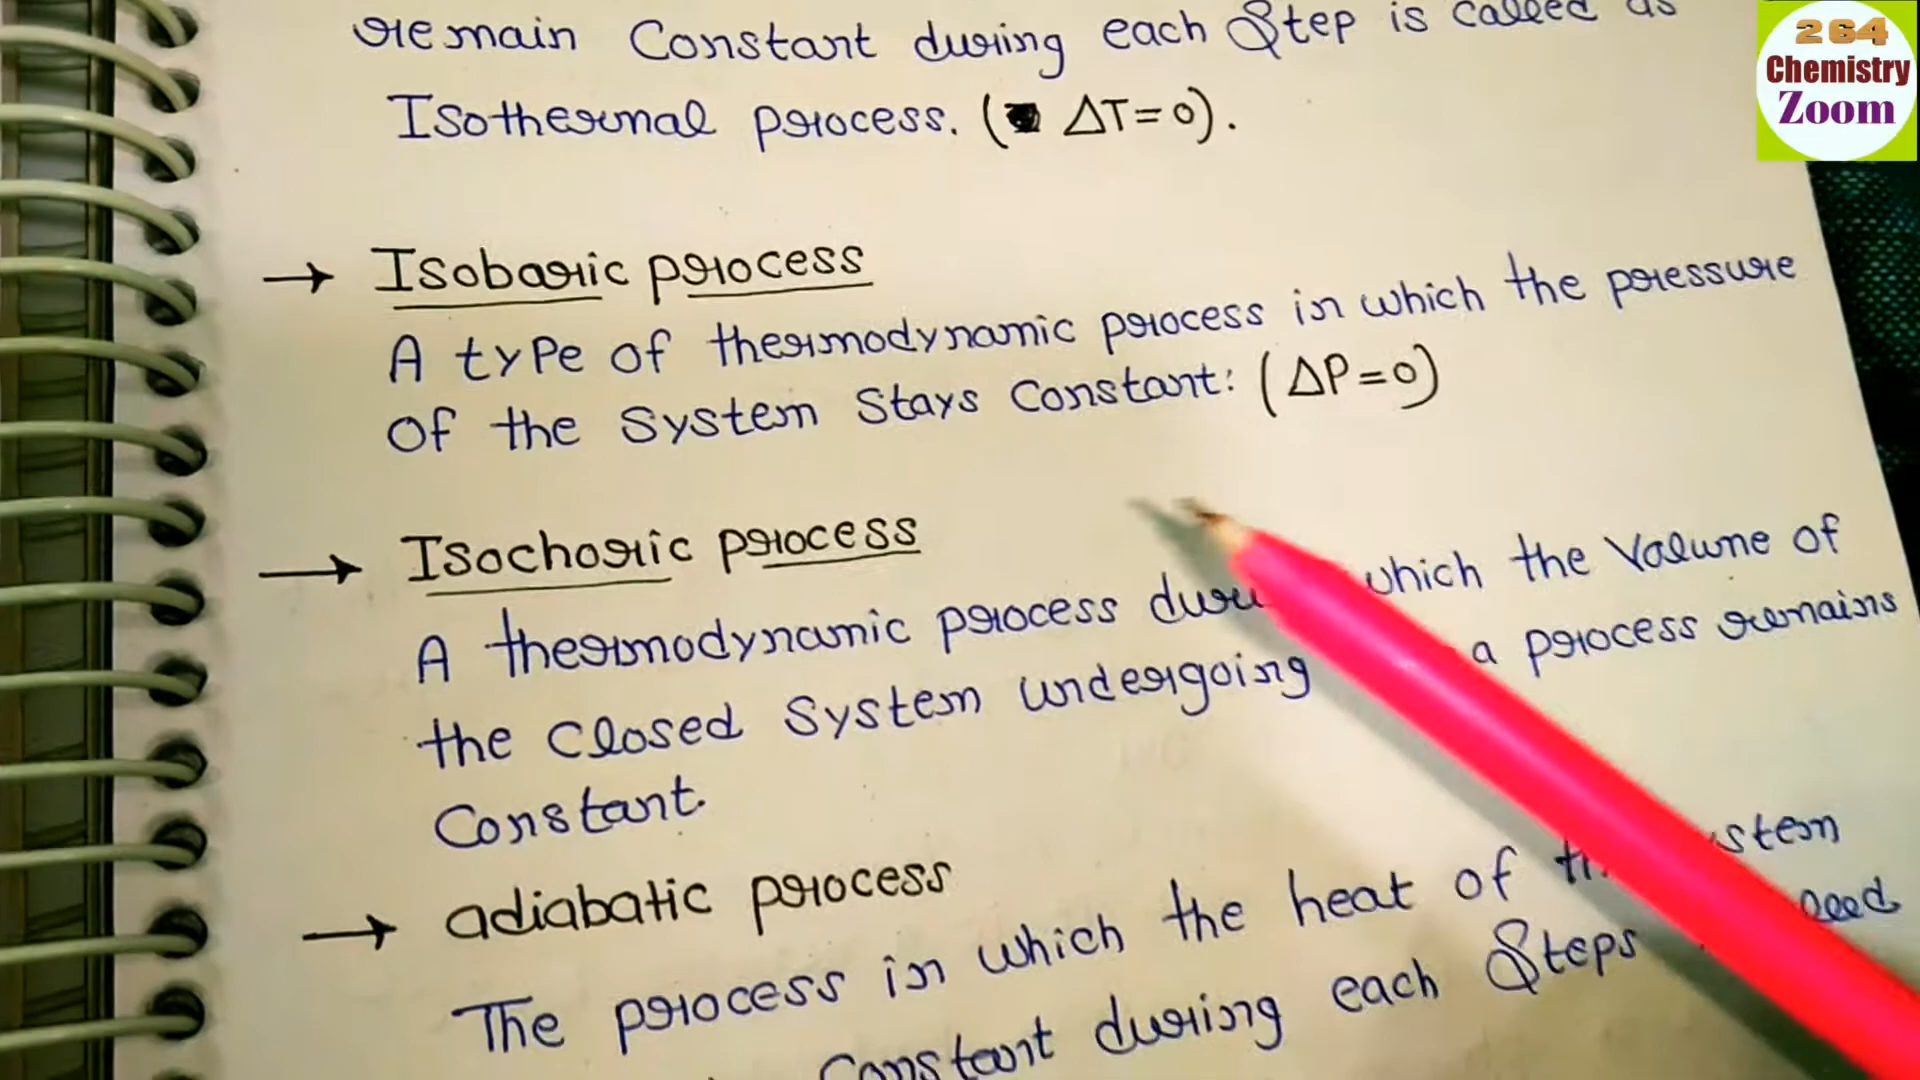 remain Constant during each Step is called as
Isothermal process. ( ΔT=0).
→ Isobaric process
A type of thermodynamic process in which the pressure
of the System Stays Constant: (ΔP=0)
→ Isochoric process
A thermodynamic process which the Valume of
the Closed System undergoing a process remains
Constant.
→ adiabatic process
The process in which the heat of
Constant during each Steps
264
Chemistry
Zoom